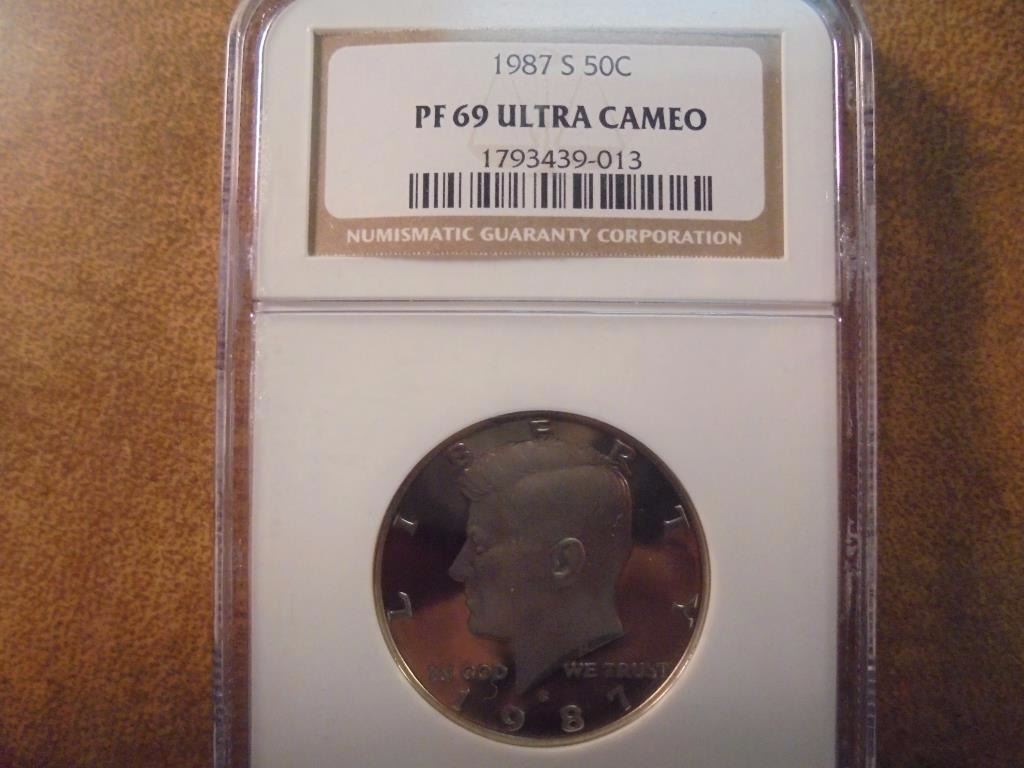 1987 S 50C
PF 69 ULTRA CAMEO
1793439-013
NUMISMATIC GUARANTY CORPORATION
LIBERTY
IN GOD WE TRUST
S
1987